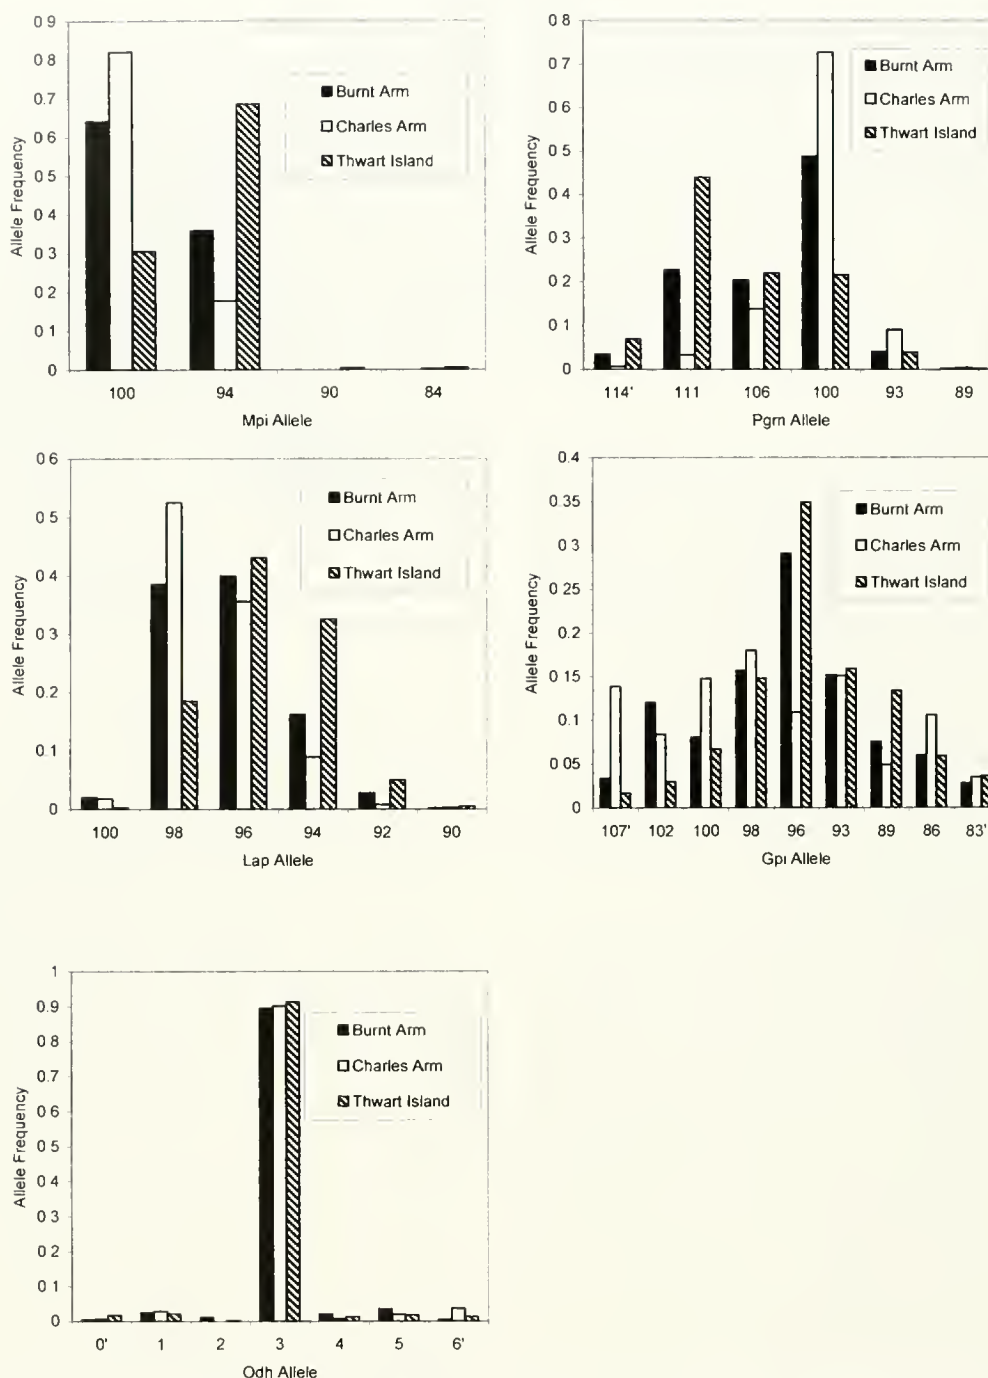 0 9
0 8
0 7
0 6
0 5
0 4
0 3
0 2
0 1
0
Allele Frequency
Burnt Arm
Charles Arm
Thwart Island
100 94 90 84
Mpi Allele
0 8
0 7
0 6
0 5
0 4
0 3
0 2
0 1
0
Allele Frequency
Burnt Arm
Charles Arm
Thwart Island
114' 111 106 100 93 89
Pgm Allele
0 6
0 5
0 4
0 3
0 2
0 1
0
Allele Frequency
Burnt Arm
Charles Arm
Thwart Island
100 98 96 94 92 90
Lap Allele
0.4
0.35
0 3
0 25
0.2
0 15
0 1
0 05
0
Allele Frequency
Burnt Arm
Charles Arm
Thwart Island
107' 102 100 98 96 93 89 86 83'
Gpi Allele
1
0 9
0 8
0 7
0 6
0 5
0 4
0 3
0 2
0 1
0
Allele Frequency
Burnt Arm
Charles Arm
Thwart Island
0' 1 2 3 4 5 6'
Odh Allele